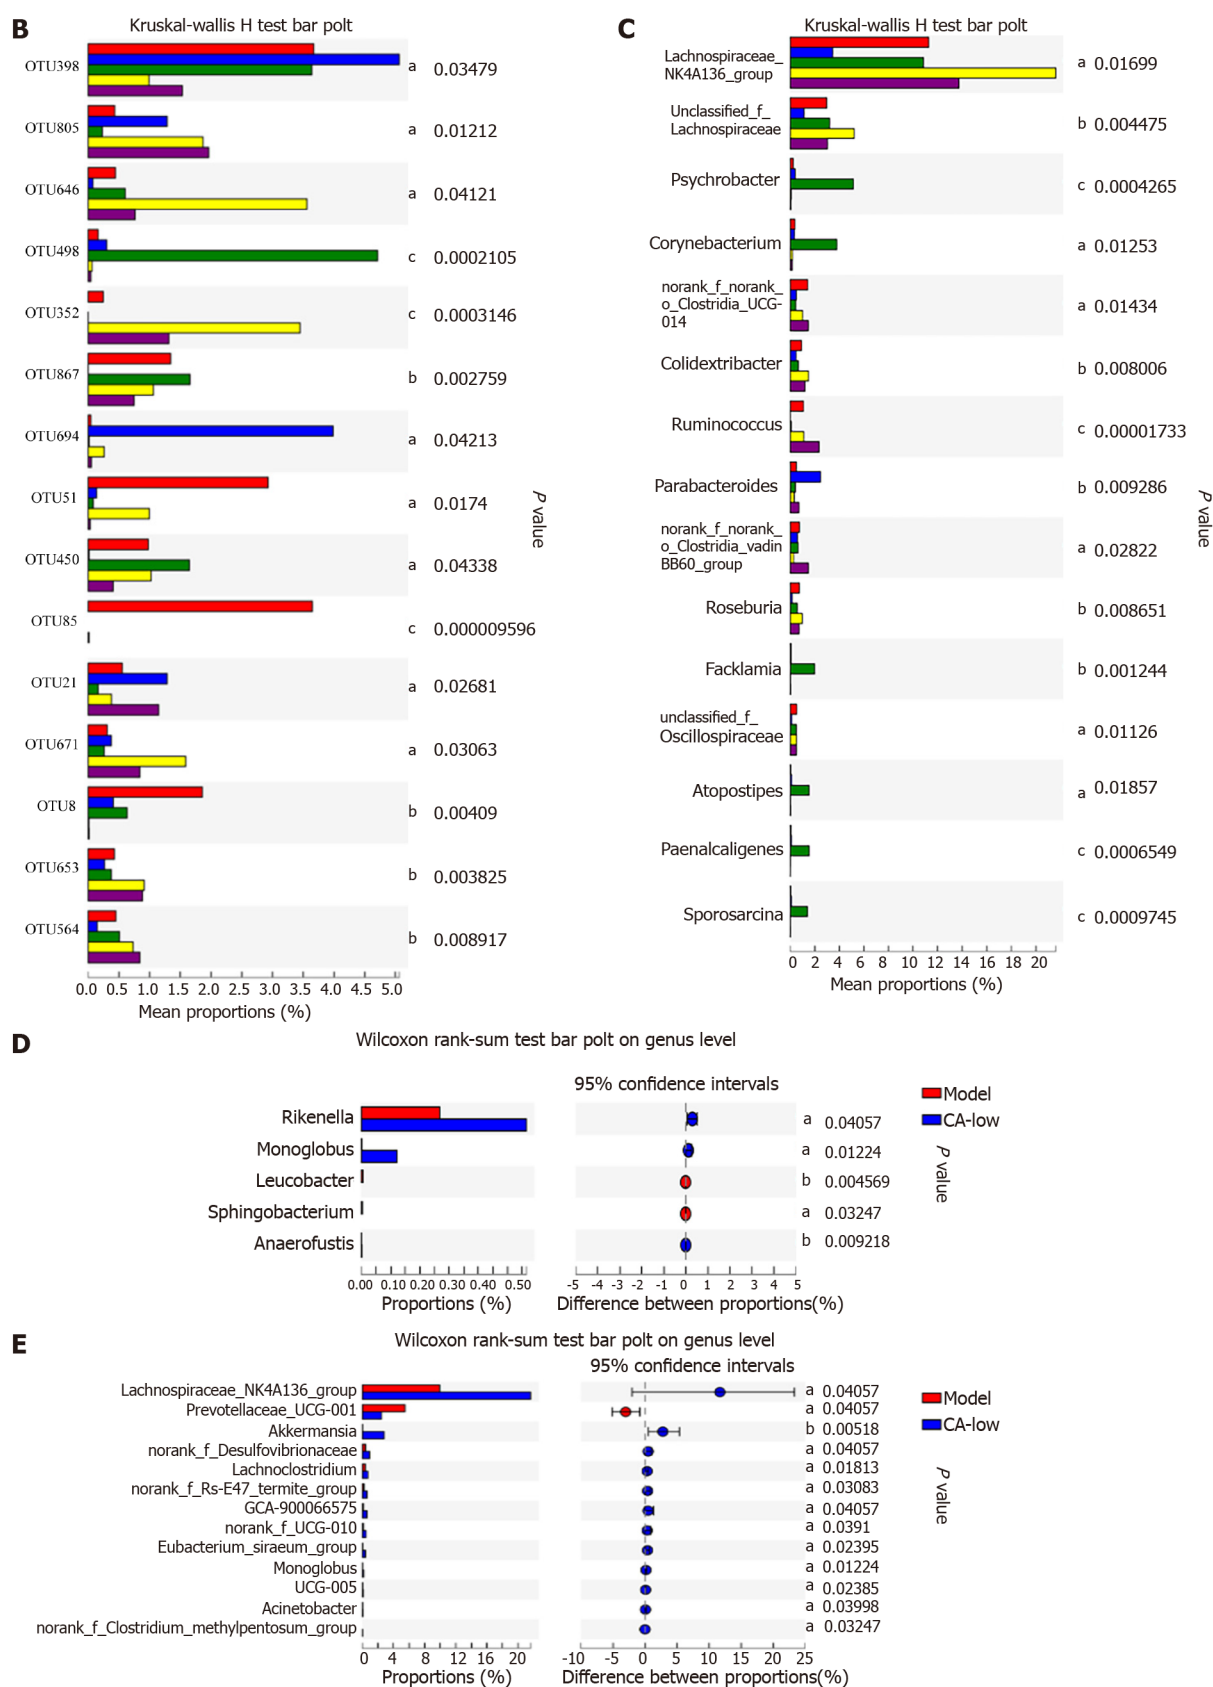 B
Kruskal-wallis H test bar polt
OTU398
a 0.03479
OTU805
a 0.01212
OTU646
a 0.04121
OTU498
c 0.0002105
OTU352
c 0.0003146
OTU867
b 0.002759
OTU694
a 0.04213
OTU51
a 0.0174
OTU450
a 0.04338
OTU85
c 0.000009596
OTU21
a 0.02681
OTU671
a 0.03063
OTU8
b 0.00409
OTU653
b 0.003825
OTU564
b 0.008917
P value
0.0 0.5 1.0 1.5 2.0 2.5 3.0 3.5 4.0 4.5 5.0
Mean proportions (%)
C
Kruskal-wallis H test bar polt
Lachnospiraceae_
NK4A136_group
a 0.01699
Unclassified_f_
Lachnospiraceae
b 0.004475
Psychrobacter
c 0.0004265
Corynebacterium
a 0.01253
norank_f_norank_
o_Clostridia_UCG-
014
a 0.01434
Colidextribacter
b 0.008006
Ruminococcus
c 0.00001733
Parabacteroides
b 0.009286
norank_f_norank_
o_Clostridia_vadin
BB60_group
a 0.02822
Roseburia
b 0.008651
Facklamia
b 0.001244
unclassified_f_
Oscillospiraceae
a 0.01126
Atopostipes
a 0.01857
Paenalcaligenes
c 0.0006549
Sporosarcina
c 0.0009745
P value
0 2 4 6 8 10 12 14 16 18 20
Mean proportions (%)
D
Wilcoxon rank-sum test bar polt on genus level
95% confidence intervals
Model
CA-low
Rikenella
a 0.04057
Monoglobus
a 0.01224
Leucobacter
b 0.004569
Sphingobacterium
a 0.03247
Anaerofustis
b 0.009218
P value
0.00 0.10 0.20 0.30 0.40 0.50
Proportions (%)
-5 -4 -3 -2 -1 0 1 2 3 4 5
Difference between proportions(%)
E
Wilcoxon rank-sum test bar polt on genus level
95% confidence intervals
Model
CA-low
Lachnospiraceae_NK4A136_group
a 0.04057
Prevotellaceae_UCG-001
a 0.04057
Akkermansia
b 0.00518
norank_f_Desulfovibrionaceae
a 0.04057
Lachnoclostridium
a 0.01813
norank_f_Rs-E47_termite_group
a 0.03083
GCA-900066575
a 0.04057
norank_f_UCG-010
a 0.0391
Eubacterium_siraeum_group
a 0.02395
Monoglobus
a 0.01224
UCG-005
a 0.02385
Acinetobacter
a 0.03998
norank_f_Clostridium_methylpentosum_group
a 0.03247
P value
0 4 8 12 16 20
Proportions (%)
-10 -5 0 5 10 15 20 25
Difference between proportions(%)